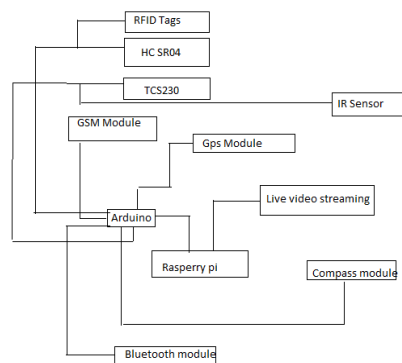 RFID Tags
HC SR04
TCS230
IR Sensor
GSM Module
Gps Module
Live video streaming
Arduino
Rasperry pi
Compass module
Bluetooth module